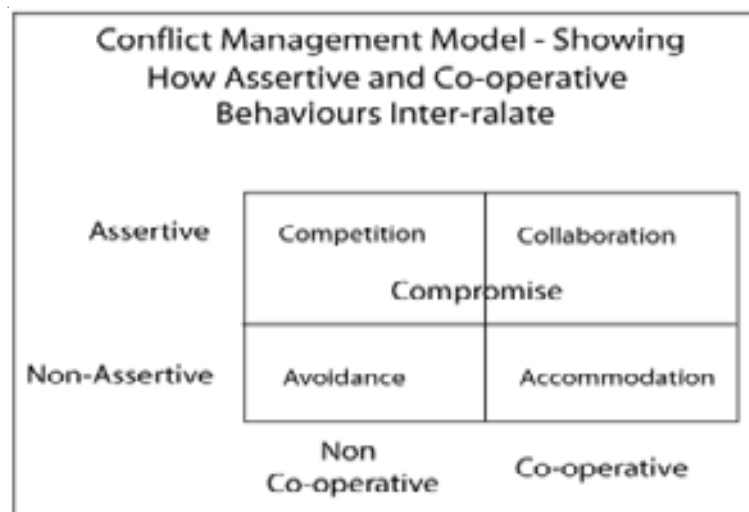 Conflict Management Model - Showing
How Assertive and Co-operative
Behaviours Inter-ralate
Assertive Competition Collaboration
Compromise
Non-Assertive Avoidance Accommodation
Non
Co-operative Co-operative